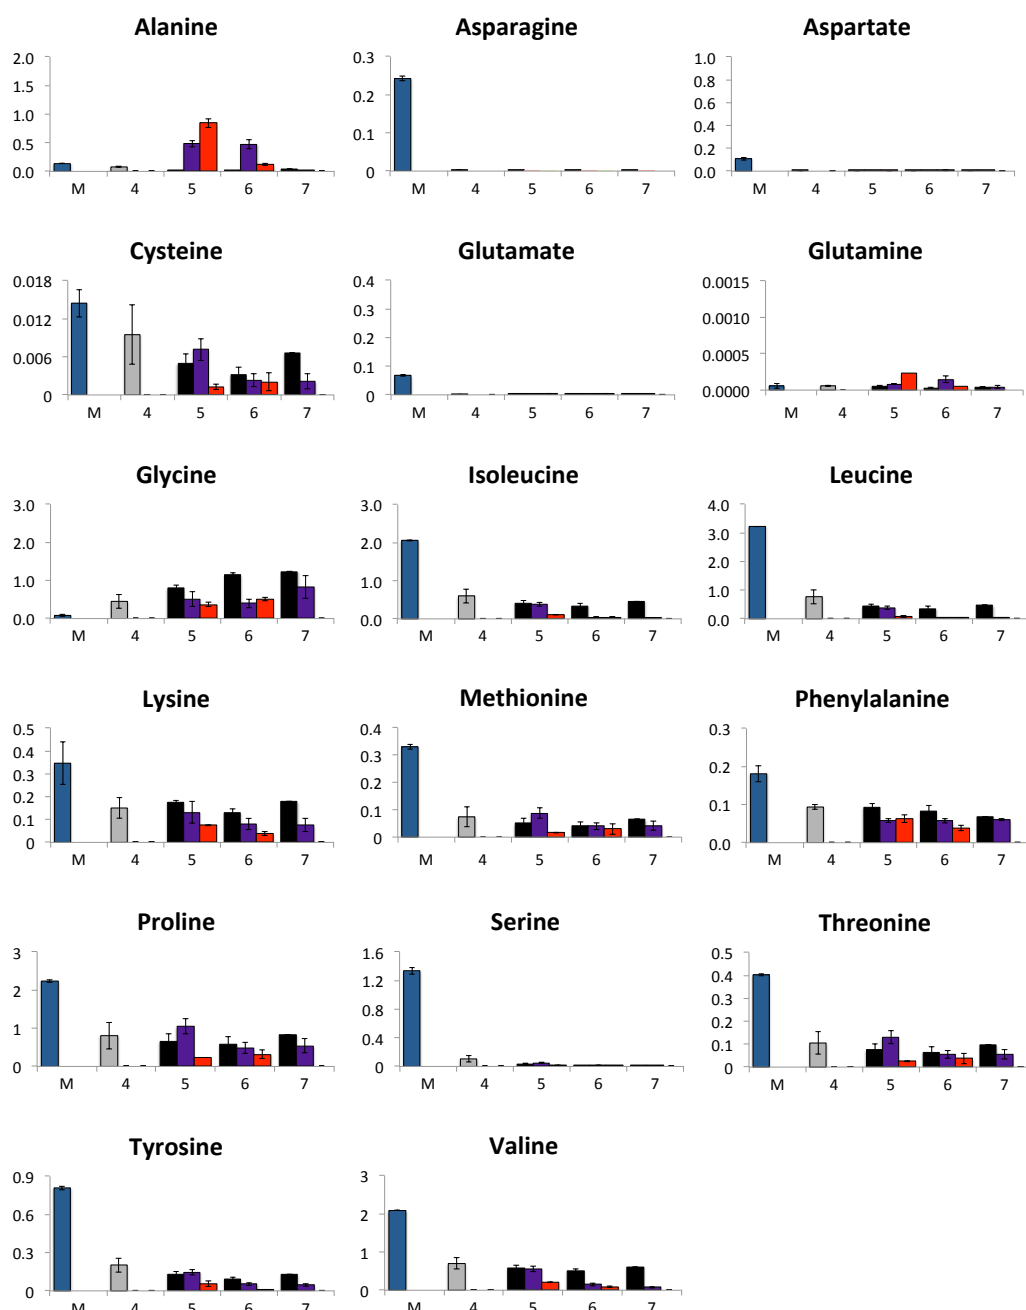 Alanine Asparagine Aspartate
2.0 1.5 1.0 0.5 0.0
M 4 5 6 7
0.3 0.2 0.1 0
M 4 5 6 7
1.0 0.8 0.6 0.4 0.2 0.0
M 4 5 6 7
Cysteine Glutamate Glutamine
0.018 0.012 0.006 0
M 4 5 6 7
0.4 0.3 0.2 0.1 0
M 4 5 6 7
0.0015 0.0010 0.0005 0.0000
M 4 5 6 7
Glycine Isoleucine Leucine
3.0 2.0 1.0 0.0
M 4 5 6 7
3.0 2.0 1.0 0.0
M 4 5 6 7
4.0 3.0 2.0 1.0 0.0
M 4 5 6 7
Lysine Methionine Phenylalanine
0.5 0.4 0.3 0.2 0.1 0
M 4 5 6 7
0.4 0.3 0.2 0.1 0
M 4 5 6 7
0.3 0.2 0.1 0.0
M 4 5 6 7
Proline Serine Threonine
3 2 1 0
M 4 5 6 7
1.6 1.2 0.8 0.4 0
M 4 5 6 7
0.5 0.4 0.3 0.2 0.1 0
M 4 5 6 7
Tyrosine Valine
0.9 0.6 0.3 0
M 4 5 6 7
3 2 1 0
M 4 5 6 7